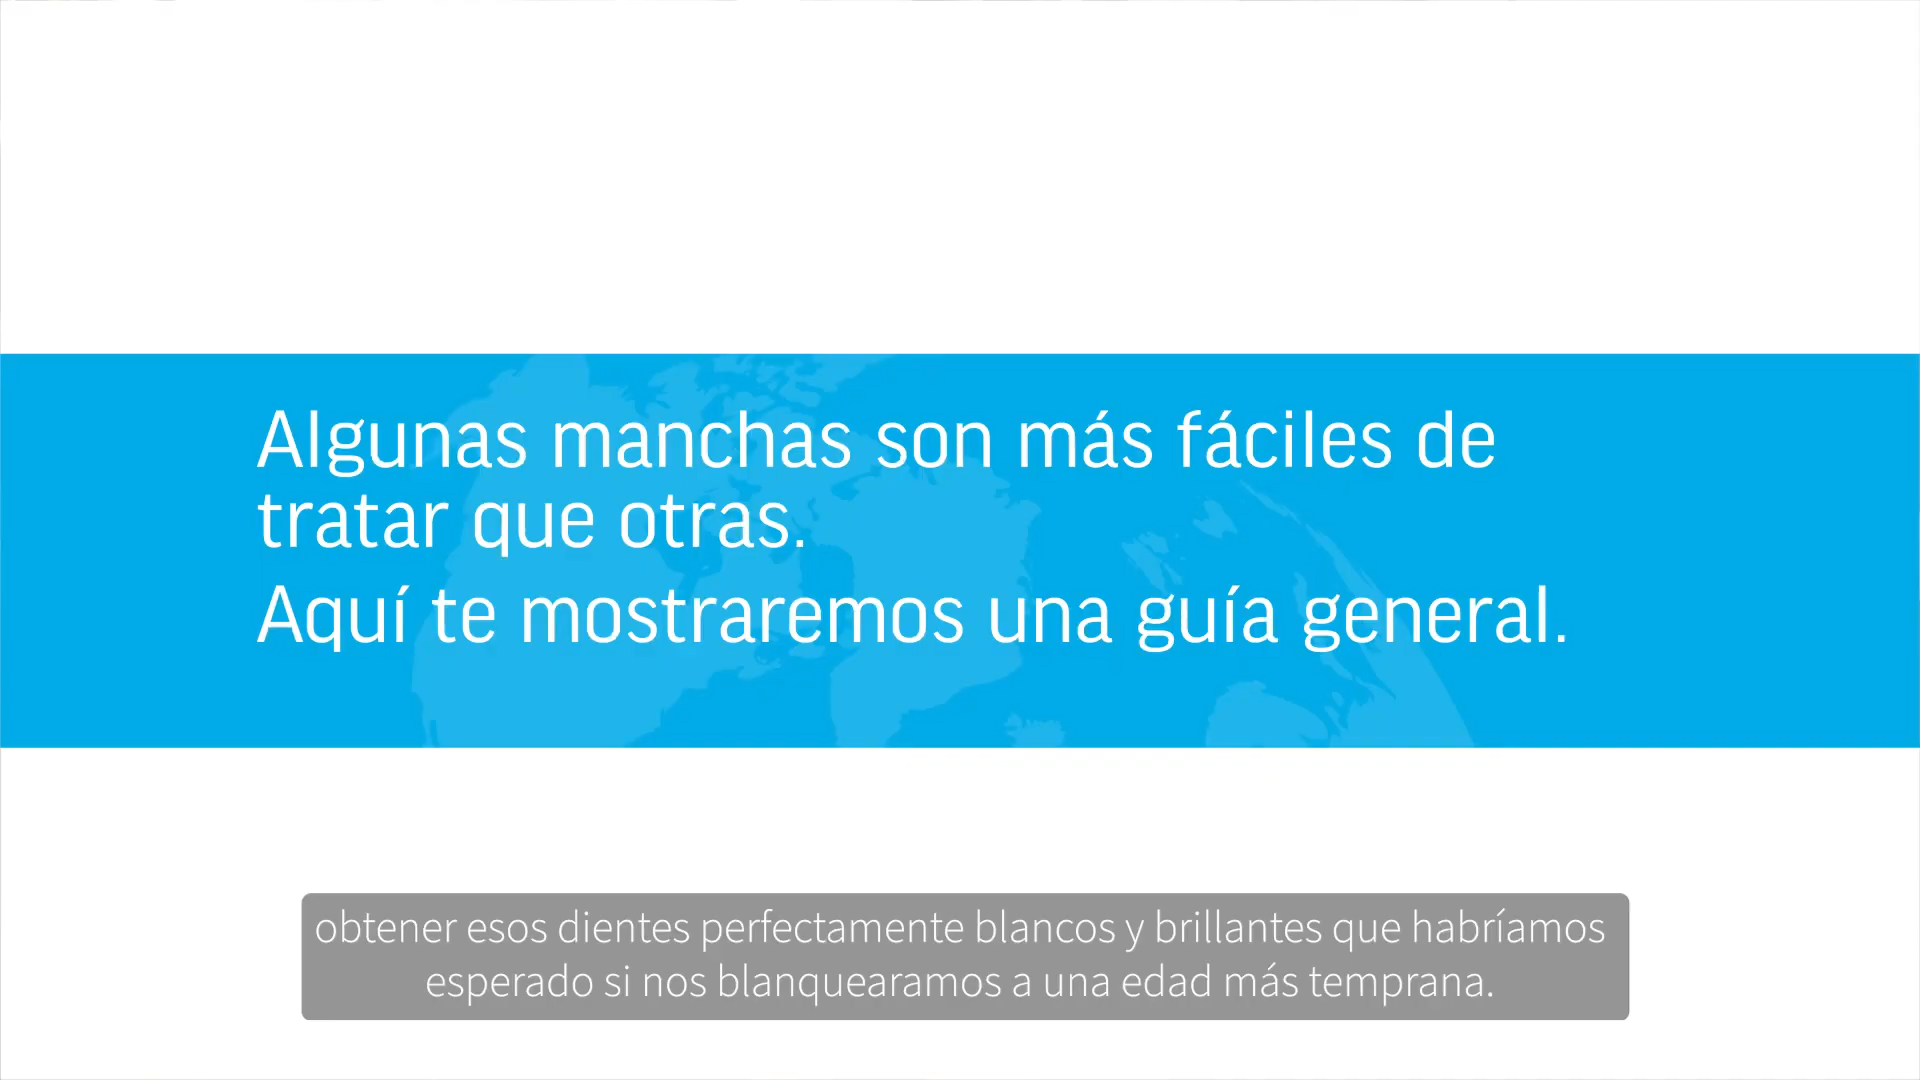 Algunas manchas son más fáciles de
tratar que otras.
Aquí te mostraremos una guía general.
obtener esos dientes perfectamente blancos y brillantes que habríamos
esperado si nos blanquearamos a una edad más temprana.